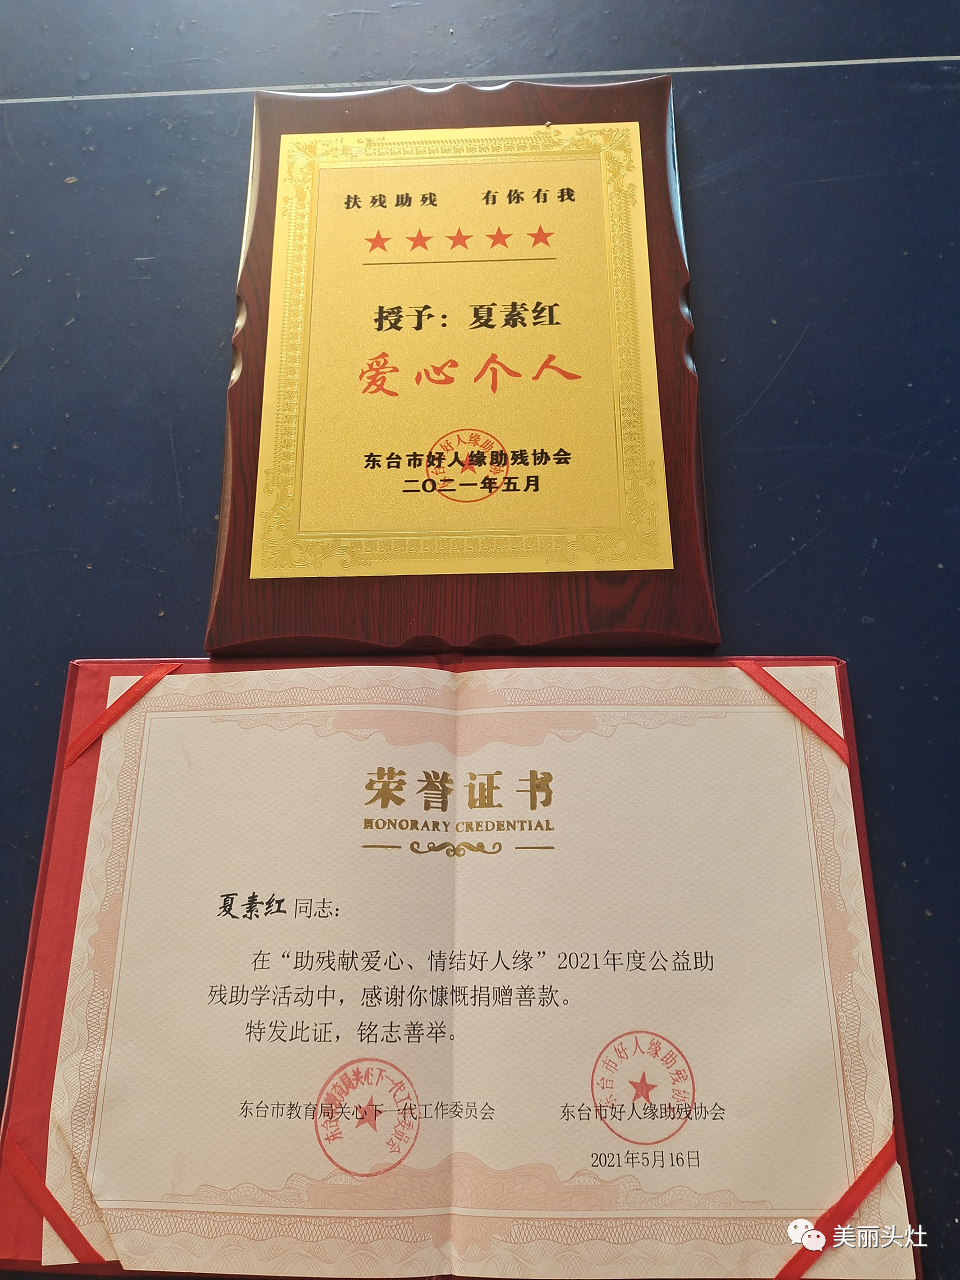 扶残助残 有你有我
★★★★★
授予：夏素红
爱心个人
东台市好人缘助残协会
二〇二一年五月
荣誉证书
HONORARY CREDENTIAL
夏素红同志：
在“助残献爱心、情结好人缘”2021年度公益助
残助学活动中，感谢你慷慨捐赠善款。
特发此证，铭志善举。
东台市教育局关心下一代工作委员会 东台市好人缘助残协会
2021年5月16日
美丽头灶